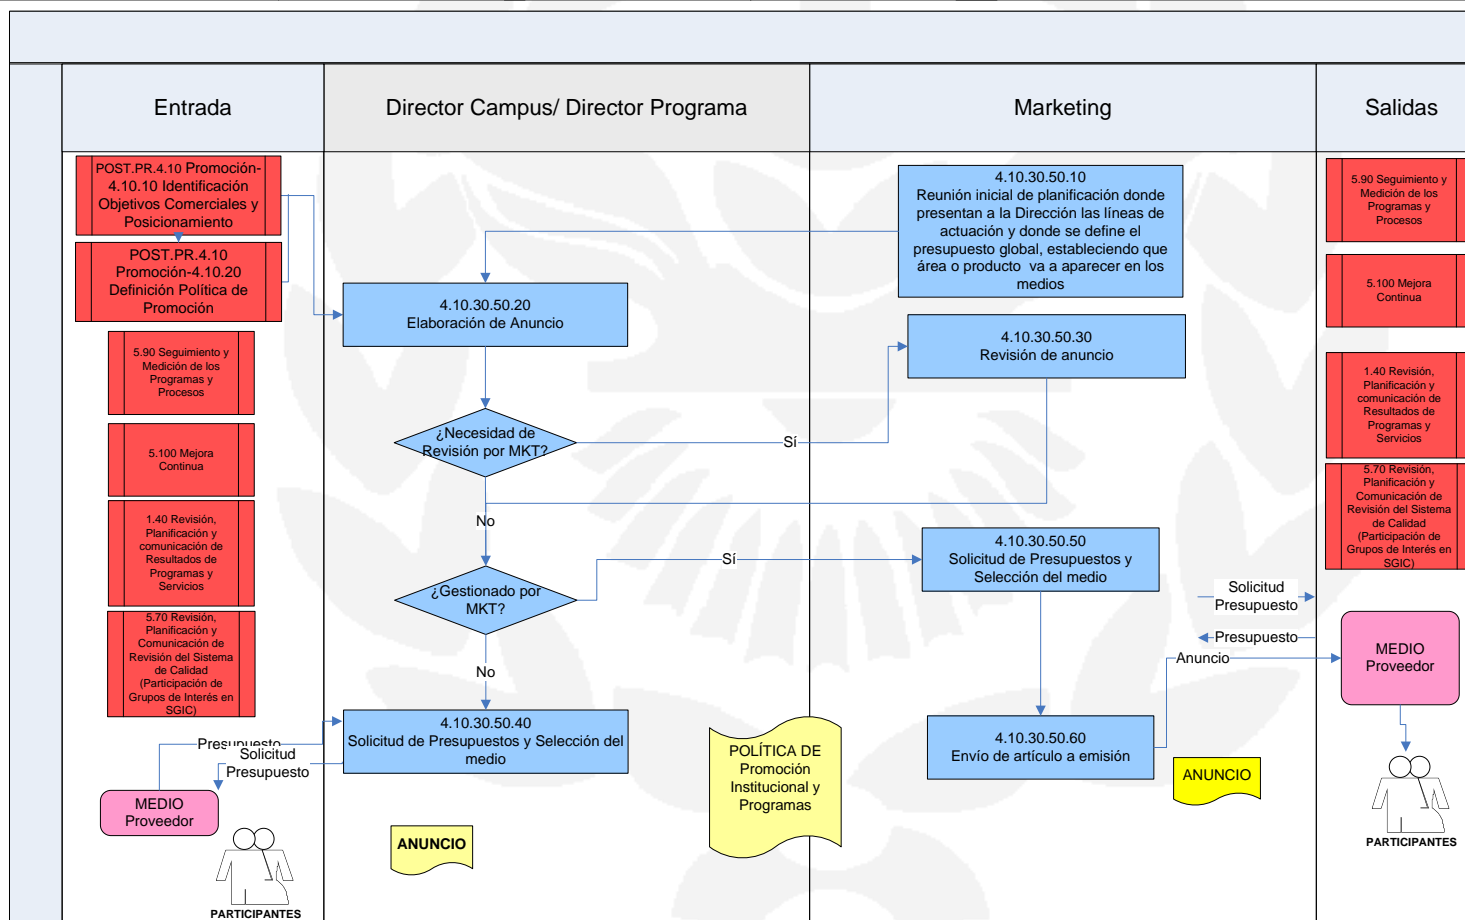 Entrada
Director Campus/ Director Programa
Marketing
Salidas
POST.PR.4.10 Promoción-
4.10.10 Identificación
Objetivos Comerciales y
Posicionamiento
POST.PR.4.10
Promoción-4.10.20
Definición Política de
Promoción
5.90 Seguimiento y
Medición de los
Programas y
Procesos
5.100 Mejora
Continua
1.40 Revisión,
Planificación y
comunicación de
Resultados de
Programas y
Servicios
5.70 Revisión,
Planificación y
Comunicación de
Revisión del Sistema
de Calidad
(Participación de
Grupos de Interés en
SGIC)
Presupuesto
Solicitud
Presupuesto
MEDIO
Proveedor
PARTICIPANTES
4.10.30.50.20
Elaboración de Anuncio
¿Necesidad de
Revisión por MKT?
Sí
No
¿Gestionado por
MKT?
Sí
No
4.10.30.50.40
Solicitud de Presupuestos y Selección del
medio
ANUNCIO
POLÍTICA DE
Promoción
Institucional y
Programas
4.10.30.50.10
Reunión inicial de planificación donde
presentan a la Dirección las líneas de
actuación y donde se define el
presupuesto global, estableciendo que
área o producto va a aparecer en los
medios
4.10.30.50.30
Revisión de anuncio
4.10.30.50.50
Solicitud de Presupuestos y
Selección del medio
4.10.30.50.60
Envío de artículo a emisión
ANUNCIO
Solicitud
Presupuesto
Presupuesto
Anuncio
5.90 Seguimiento y
Medición de los
Programas y
Procesos
5.100 Mejora
Continua
1.40 Revisión,
Planificación y
comunicación de
Resultados de
Programas y
Servicios
5.70 Revisión,
Planificación y
Comunicación de
Revisión del Sistema
de Calidad
(Participación de
Grupos de Interés en
SGIC)
MEDIO
Proveedor
PARTICIPANTES